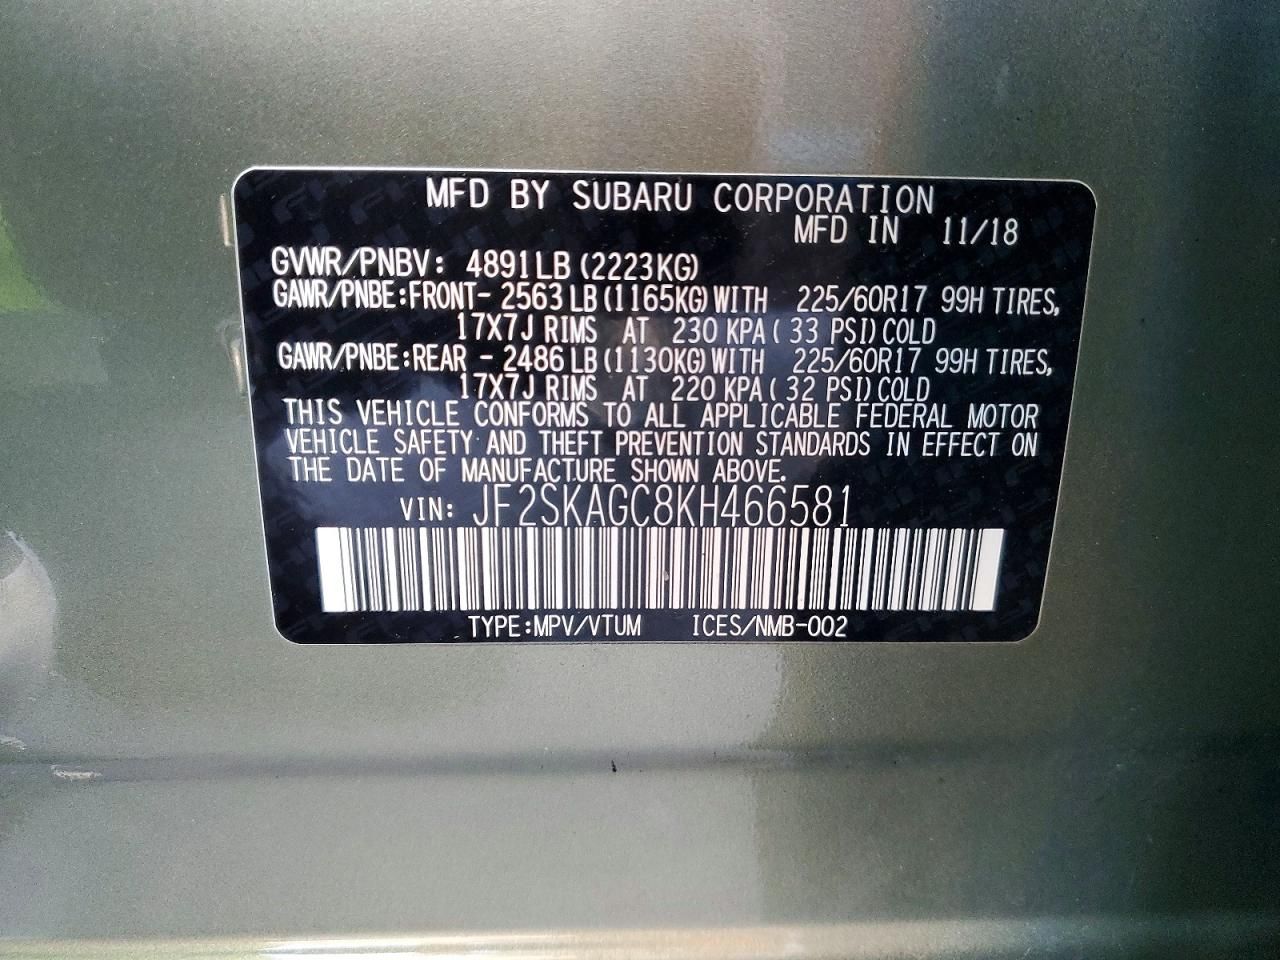 MFD BY SUBARU CORPORATION
MFD IN 11/18
GVWR/PNBV: 4891LB(2223KG)
GAWR/PNBE:FRONT- 2563LB(1165KG)WITH 225/60R17 99H TIRES,
17X7J RIMS AT 230 KPA( 33 PSI)COLD
GAWR/PNBE:REAR - 2486LB(1130KG)WITH 225/60R17 99H TIRES,
17X7J RIMS AT 220 KPA( 32 PSI)COLD
THIS VEHICLE CONFORMS TO ALL APPLICABLE FEDERAL MOTOR
VEHICLE SAFETY AND THEFT PREVENTION STANDARDS IN EFFECT ON
THE DATE OF MANUFACTURE SHOWN ABOVE.
VIN: JF2SKAGC8KH466581
TYPE:MPV/VTUM ICES/NMB-002